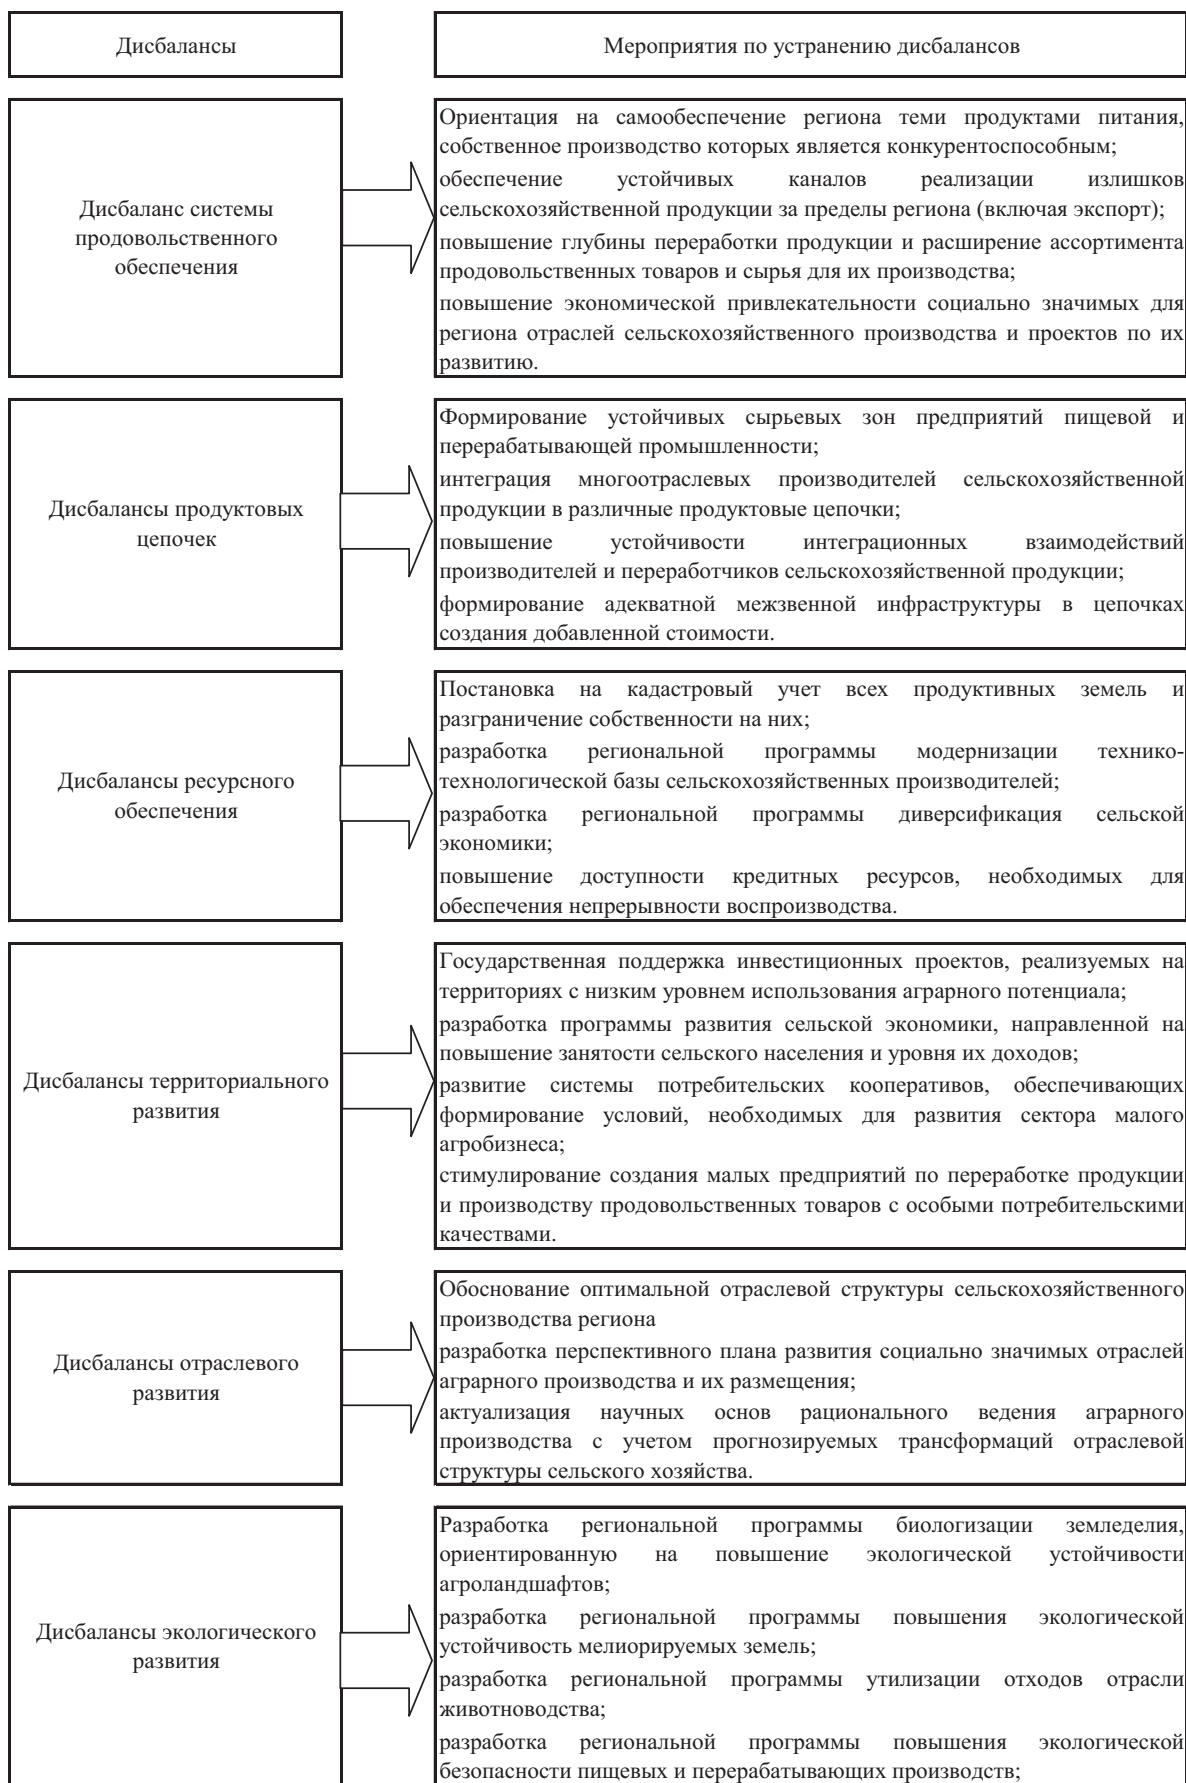 Дисбалансы
Мероприятия по устранению дисбалансов
Дисбаланс системы
продовольственного
обеспечения
Ориентация на самообеспечение региона теми продуктами питания,
собственное производство которых является конкурентоспособным;
обеспечение устойчивых каналов реализации излишков
сельскохозяйственной продукции за пределы региона (включая экспорт);
повышение глубины переработки продукции и расширение ассортимента
продовольственных товаров и сырья для их производства;
повышение экономической привлекательности социально значимых для
региона отраслей сельскохозяйственного производства и проектов по их
развитию.
Дисбалансы продуктовых
цепочек
Формирование устойчивых сырьевых зон предприятий пищевой и
перерабатывающей промышленности;
интеграция многоотраслевых производителей сельскохозяйственной
продукции в различные продуктовые цепочки;
повышение устойчивости интеграционных взаимодействий
производителей и переработчиков сельскохозяйственной продукции;
формирование адекватной межзвенной инфраструктуры в цепочках
создания добавленной стоимости.
Дисбалансы ресурсного
обеспечения
Постановка на кадастровый учет всех продуктивных земель и
разграничение собственности на них;
разработка региональной программы модернизации технико-
технологической базы сельскохозяйственных производителей;
разработка региональной программы диверсификация сельской
экономики;
повышение доступности кредитных ресурсов, необходимых для
обеспечения непрерывности воспроизводства.
Дисбалансы территориального
развития
Государственная поддержка инвестиционных проектов, реализуемых на
территориях с низким уровнем использования аграрного потенциала;
разработка программы развития сельской экономики, направленной на
повышение занятости сельского населения и уровня их доходов;
развитие системы потребительских кооперативов, обеспечивающих
формирование условий, необходимых для развития сектора малого
агробизнеса;
стимулирование создания малых предприятий по переработке продукции
и производству продовольственных товаров с особыми потребительскими
качествами.
Дисбалансы отраслевого
развития
Обоснование оптимальной отраслевой структуры сельскохозяйственного
производства региона
разработка перспективного плана развития социально значимых отраслей
аграрного производства и их размещения;
актуализация научных основ рационального ведения аграрного
производства с учетом прогнозируемых трансформаций отраслевой
структуры сельского хозяйства.
Дисбалансы экологического
развития
Разработка региональной программы биологизации земледелия,
ориентированную на повышение экологической устойчивости
агроландшафтов;
разработка региональной программы повышения экологической
устойчивость мелиорируемых земель;
разработка региональной программы утилизации отходов отрасли
животноводства;
разработка региональной программы повышения экологической
безопасности пищевых и перерабатывающих производств;